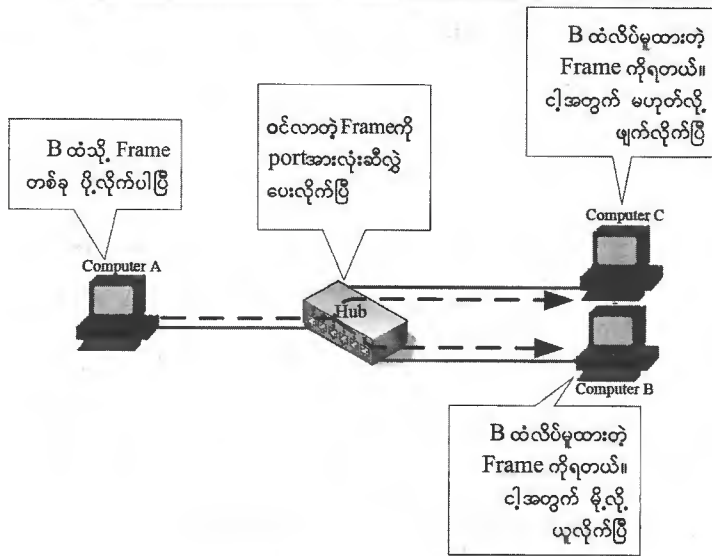 B ထံသို့ Frame
တစ်ခု ပို့လိုက်ပါပြီ
Computer A
ဝင်လာတဲ့ Frameကို
portအားလုံးဆီလွှဲ
ပေးလိုက်ပြီ
Hub
B ထံလိပ်မူထားတဲ့
Frame ကိုရတယ်။
ငါ့အတွက် မဟုတ်လို့
ဖျက်လိုက်ပြီ
Computer C
Computer B
B ထံလိပ်မူထားတဲ့
Frame ကိုရတယ်။
ငါ့အတွက် မို့လို့
ယူလိုက်ပြီ